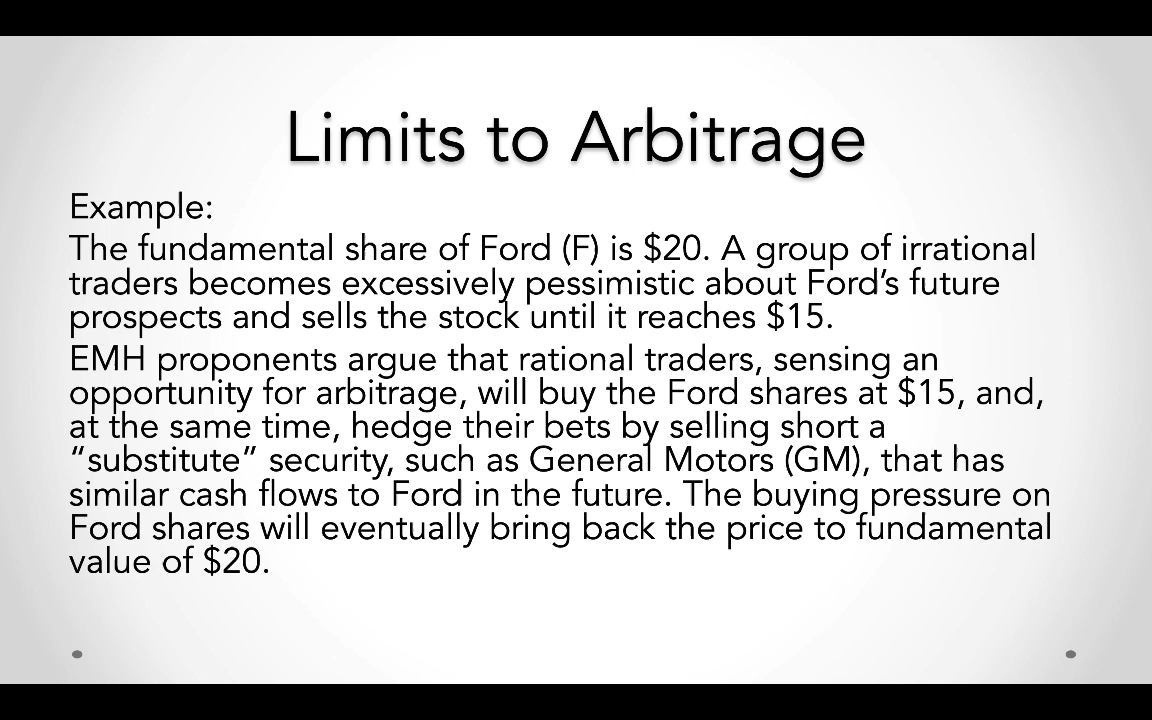 Limits to Arbitrage
Example:
The fundamental share of Ford (F) is $20. A group of irrational
traders becomes excessively pessimistic about Ford’s future
prospects and sells the stock until it reaches $15.
EMH proponents argue that rational traders, sensing an
opportunity for arbitrage, will buy the Ford shares at $15, and,
at the same time, hedge their bets by selling short a
“substitute” security, such as General Motors (GM), that has
similar cash flows to Ford in the future. The buying pressure on
Ford shares will eventually bring back the price to fundamental
value of $20.